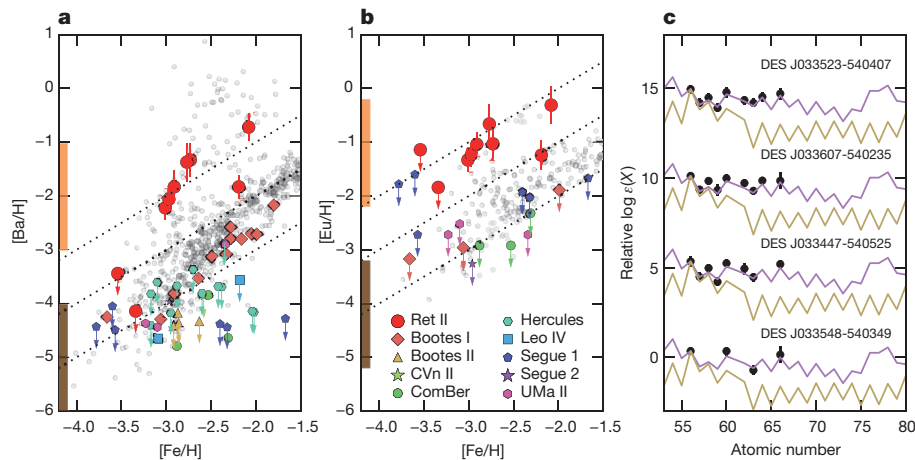 a
b
c
1
0
−1
−2
−3
−4
−5
−6
[Ba/H]
−4.0 −3.5 −3.0 −2.5 −2.0 −1.5
[Fe/H]
1
0
−1
−2
−3
−4
−5
−6
[Eu/H]
Ret II
Bootes I
Bootes II
CVn II
ComBer
Hercules
Leo IV
Segue 1
Segue 2
UMa II
−4.0 −3.5 −3.0 −2.5 −2.0 −1.5
[Fe/H]
DES J033523-540407
DES J033607-540235
DES J033447-540525
DES J033548-540349
15
10
5
0
Relative log ε(X)
55 60 65 70 75 80
Atomic number